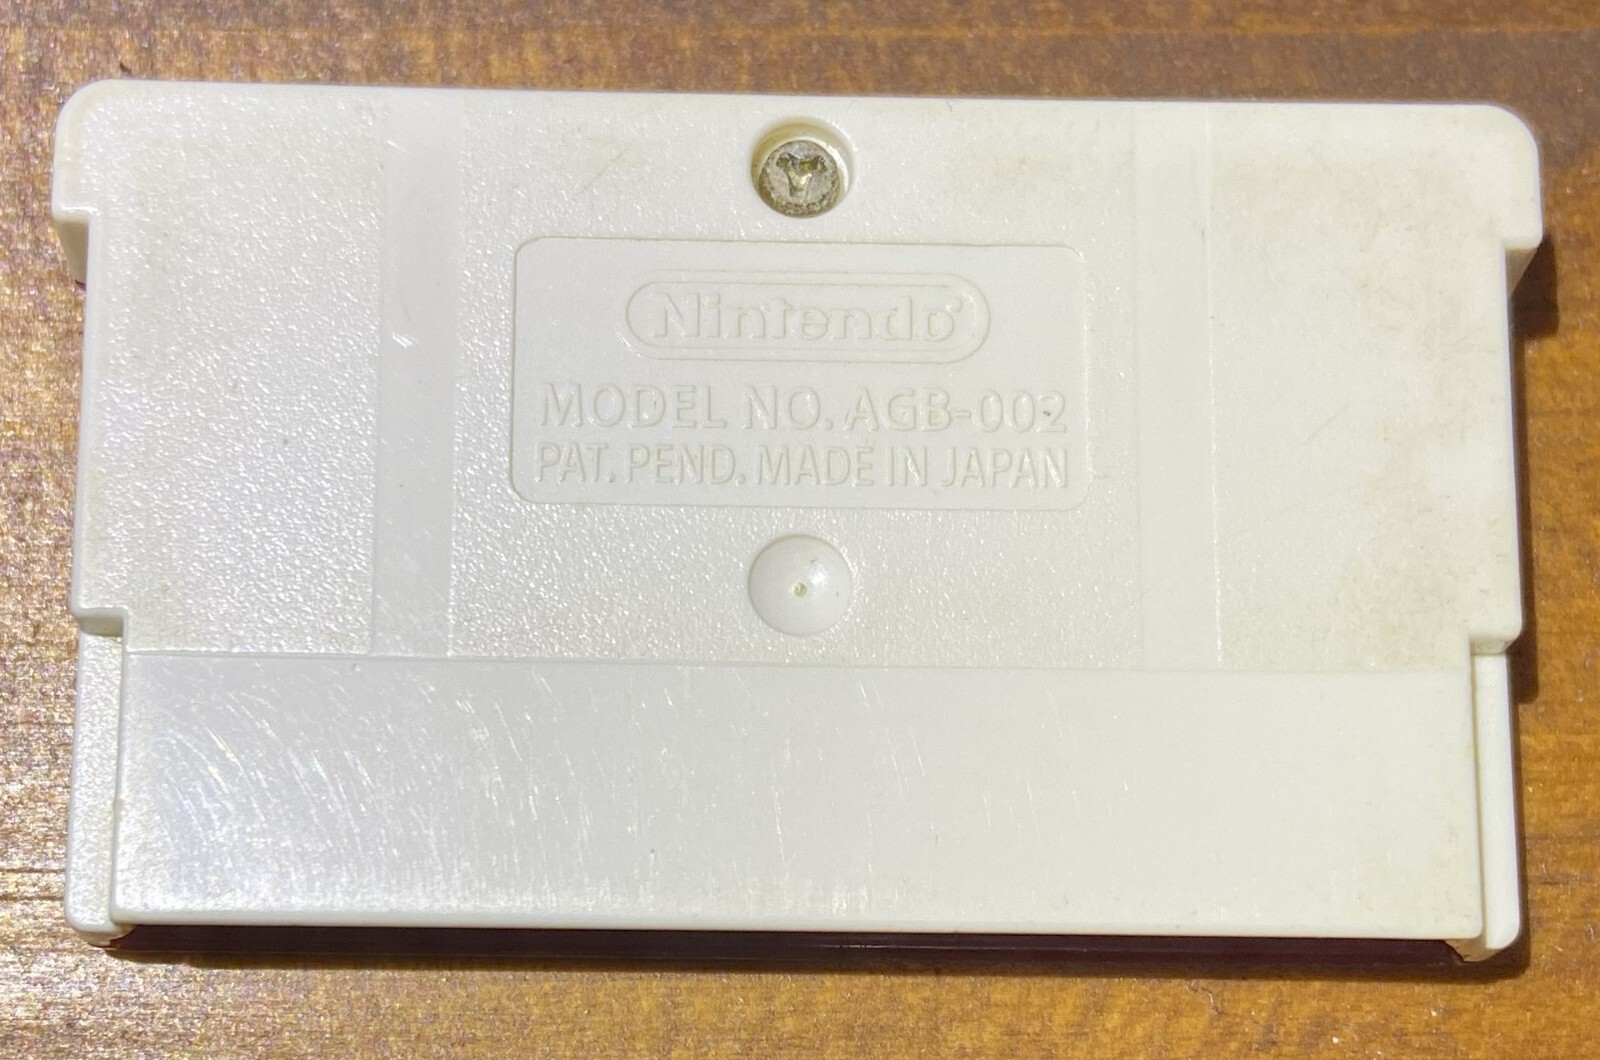 Nintendo®
MODEL NO. AGB-002
PAT. PEND. MADE IN JAPAN